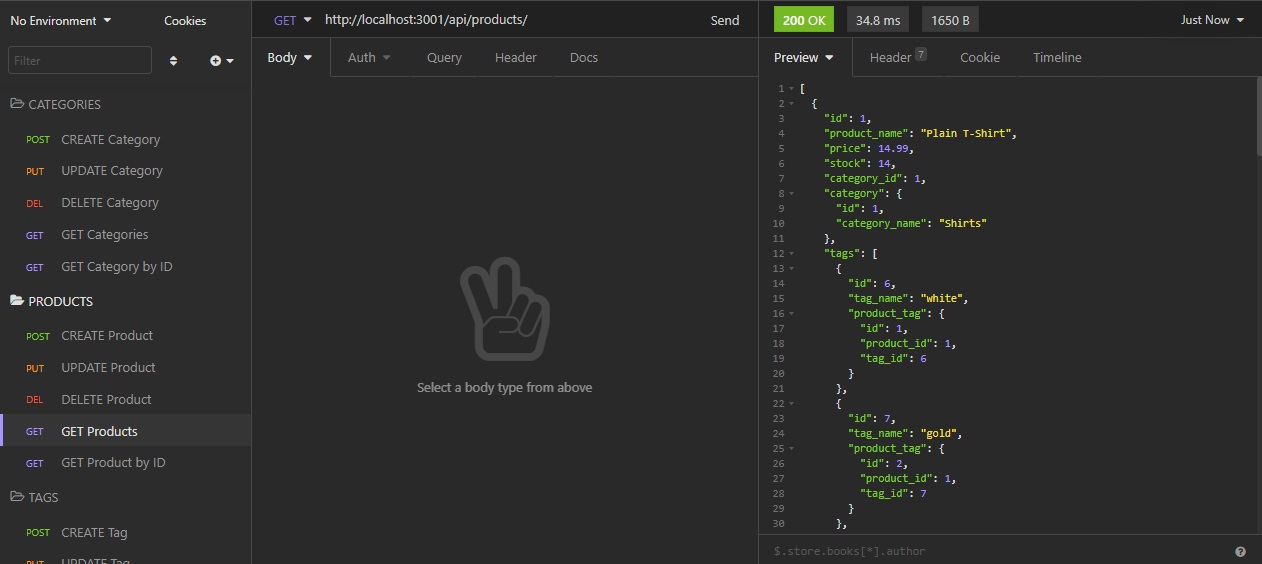 No Environment Cookies
Filter
CATEGORIES
POST CREATE Category
PUT UPDATE Category
DEL DELETE Category
GET GET Categories
GET GET Category by ID
PRODUCTS
POST CREATE Product
PUT UPDATE Product
DEL DELETE Product
GET GET Products
GET GET Product by ID
TAGS
POST CREATE Tag
PUT UPDATE Tag
GET http://localhost:3001/api/products/ Send
Body Auth Query Header Docs
Select a body type from above
200 OK 34.8 ms 1650 B Just Now
Preview Header 7 Cookie Timeline
1 [
2 {
3 "id": 1,
4 "product_name": "Plain T-Shirt",
5 "price": 14.99,
6 "stock": 14,
7 "category_id": 1,
8 "category": {
9 "id": 1,
10 "category_name": "Shirts"
11 },
12 "tags": [
13 {
14 "id": 6,
15 "tag_name": "white",
16 "product_tag": {
17 "id": 1,
18 "product_id": 1,
19 "tag_id": 6
20 }
21 },
22 {
23 "id": 7,
24 "tag_name": "gold",
25 "product_tag": {
26 "id": 2,
27 "product_id": 1,
28 "tag_id": 7
29 }
30 },
$.store.books[*].author ?